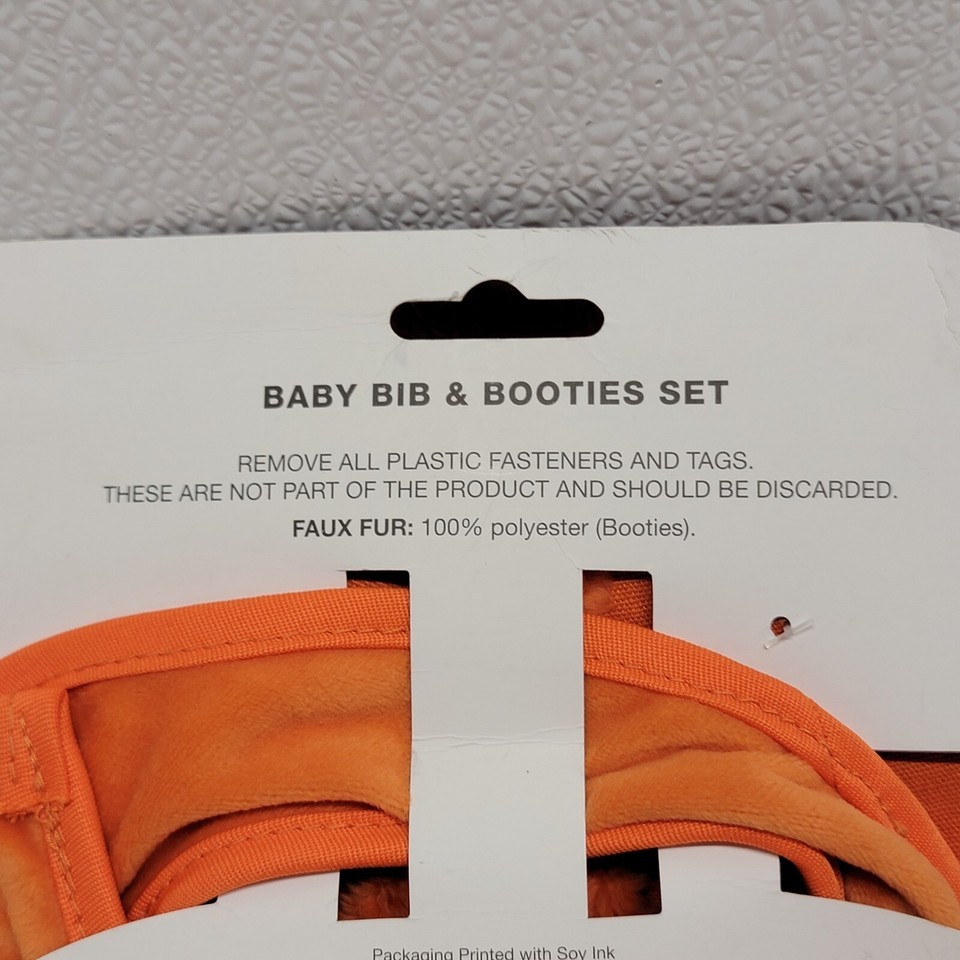 BABY BIB & BOOTIES SET
REMOVE ALL PLASTIC FASTENERS AND TAGS.
THESE ARE NOT PART OF THE PRODUCT AND SHOULD BE DISCARDED.
FAUX FUR: 100% polyester (Booties).
Packaging Printed with Soy Ink